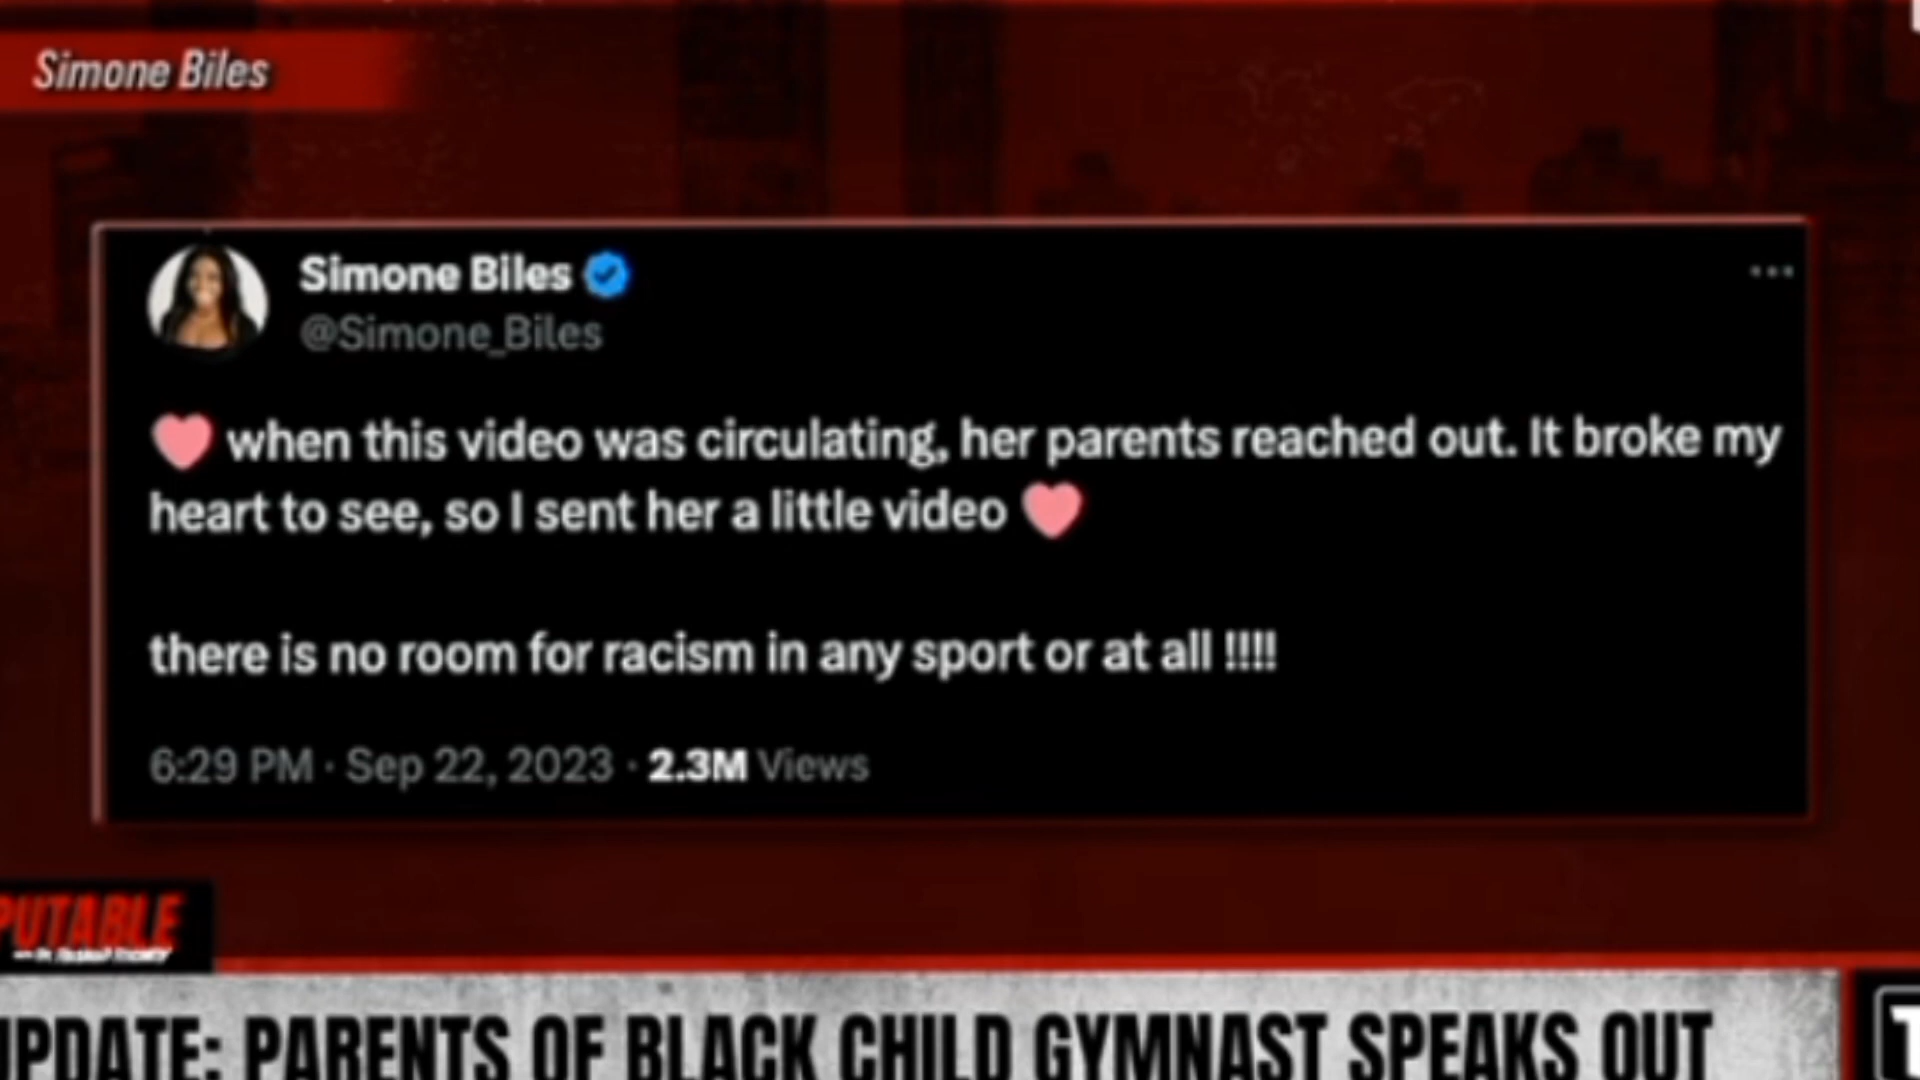 Simone Biles
Simone Biles
@Simone_Biles
when this video was circulating, her parents reached out. It broke my
heart to see, so I sent her a little video
there is no room for racism in any sport or at all !!!!
6:29 PM · Sep 22, 2023 · 2.3M Views
PUTABLE
UPDATE: PARENTS OF BLACK CHILD GYMNAST SPEAKS OUT